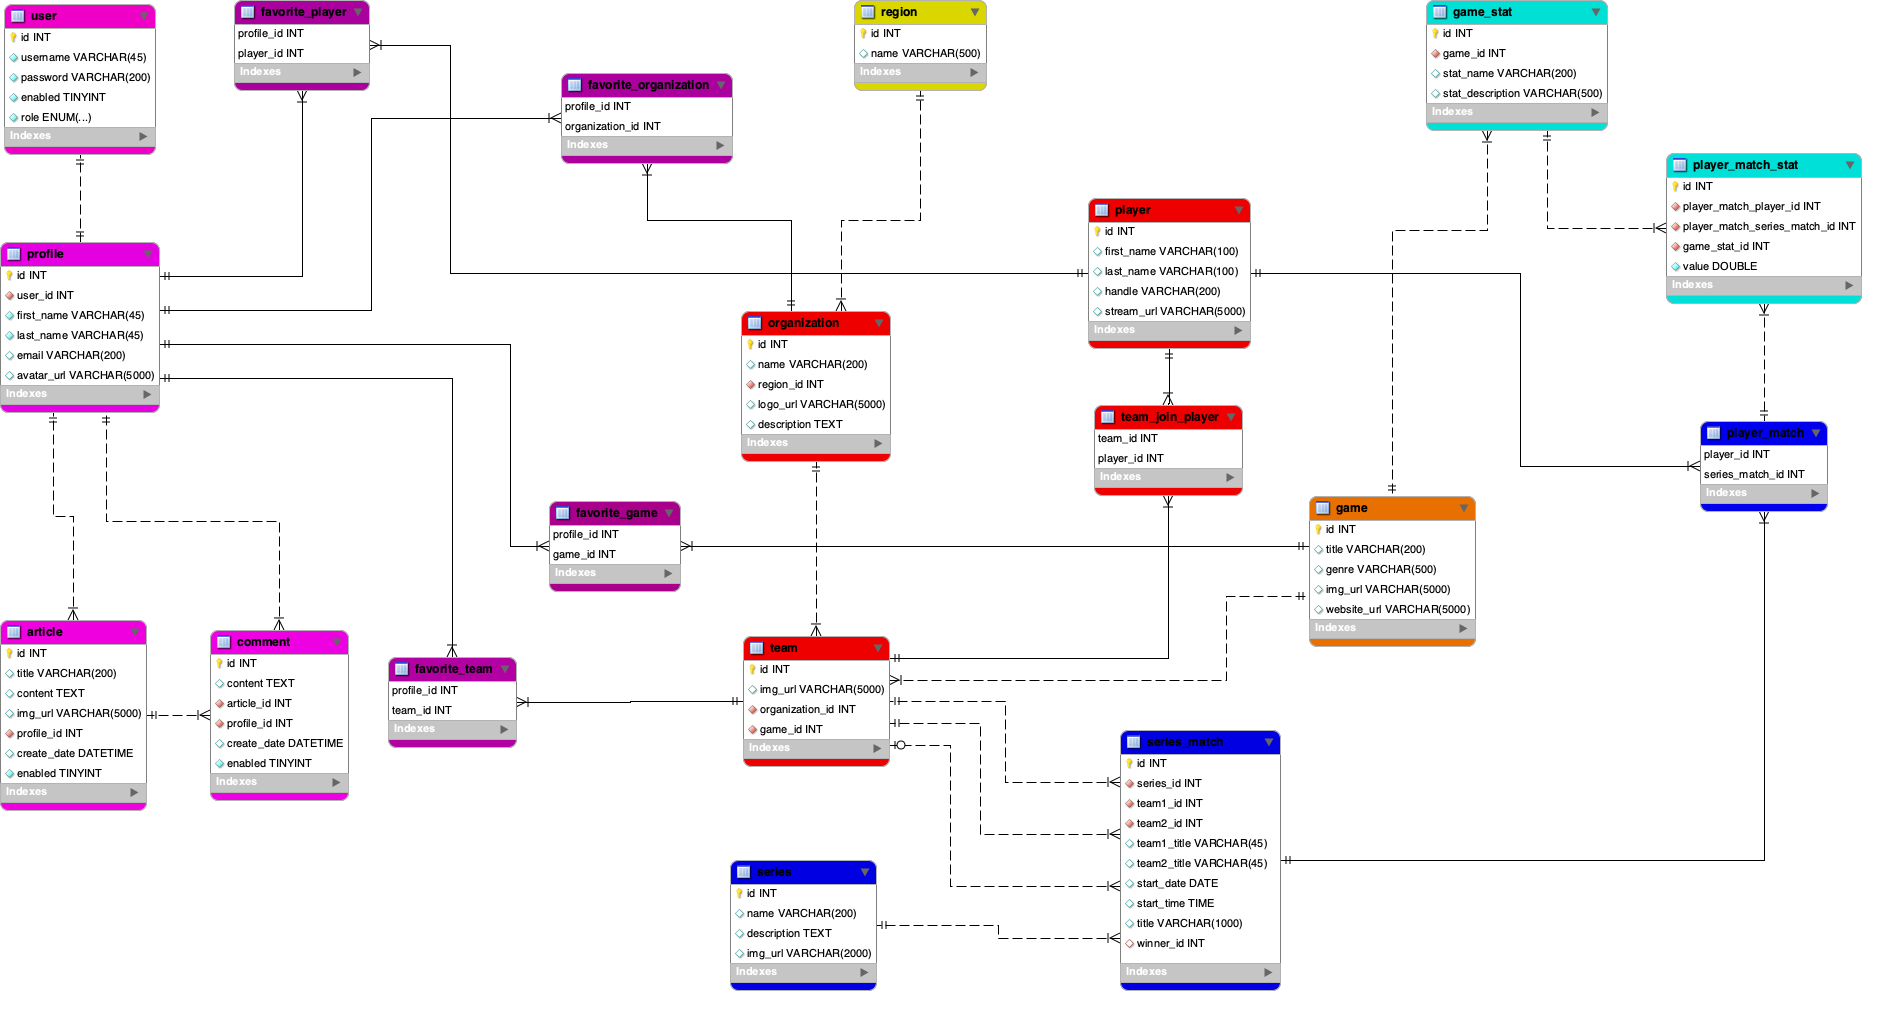 user
id INT
username VARCHAR(45)
password VARCHAR(200)
enabled TINYINT
role ENUM(...)
Indexes
favorite_player
profile_id INT
player_id INT
Indexes
favorite_organization
profile_id INT
organization_id INT
Indexes
region
id INT
name VARCHAR(500)
Indexes
game_stat
id INT
game_id INT
stat_name VARCHAR(200)
stat_description VARCHAR(500)
Indexes
player_match_stat
id INT
player_match_player_id INT
player_match_series_match_id INT
game_stat_id INT
value DOUBLE
Indexes
profile
id INT
user_id INT
first_name VARCHAR(45)
last_name VARCHAR(45)
email VARCHAR(200)
avatar_url VARCHAR(5000)
Indexes
organization
id INT
name VARCHAR(200)
region_id INT
logo_url VARCHAR(5000)
description TEXT
Indexes
player
id INT
first_name VARCHAR(100)
last_name VARCHAR(100)
handle VARCHAR(200)
stream_url VARCHAR(5000)
Indexes
team_join_player
team_id INT
player_id INT
Indexes
player_match
player_id INT
series_match_id INT
Indexes
favorite_game
profile_id INT
game_id INT
Indexes
game
id INT
title VARCHAR(200)
genre VARCHAR(500)
img_url VARCHAR(5000)
website_url VARCHAR(5000)
Indexes
article
id INT
title VARCHAR(200)
content TEXT
img_url VARCHAR(5000)
profile_id INT
create_date DATETIME
enabled TINYINT
Indexes
comment
id INT
content TEXT
article_id INT
profile_id INT
create_date DATETIME
enabled TINYINT
Indexes
favorite_team
profile_id INT
team_id INT
Indexes
team
id INT
img_url VARCHAR(5000)
organization_id INT
game_id INT
Indexes
series
id INT
name VARCHAR(200)
description TEXT
img_url VARCHAR(2000)
Indexes
series_match
id INT
series_id INT
team1_id INT
team2_id INT
team1_title VARCHAR(45)
team2_title VARCHAR(45)
start_date DATE
start_time TIME
title VARCHAR(1000)
winner_id INT
Indexes